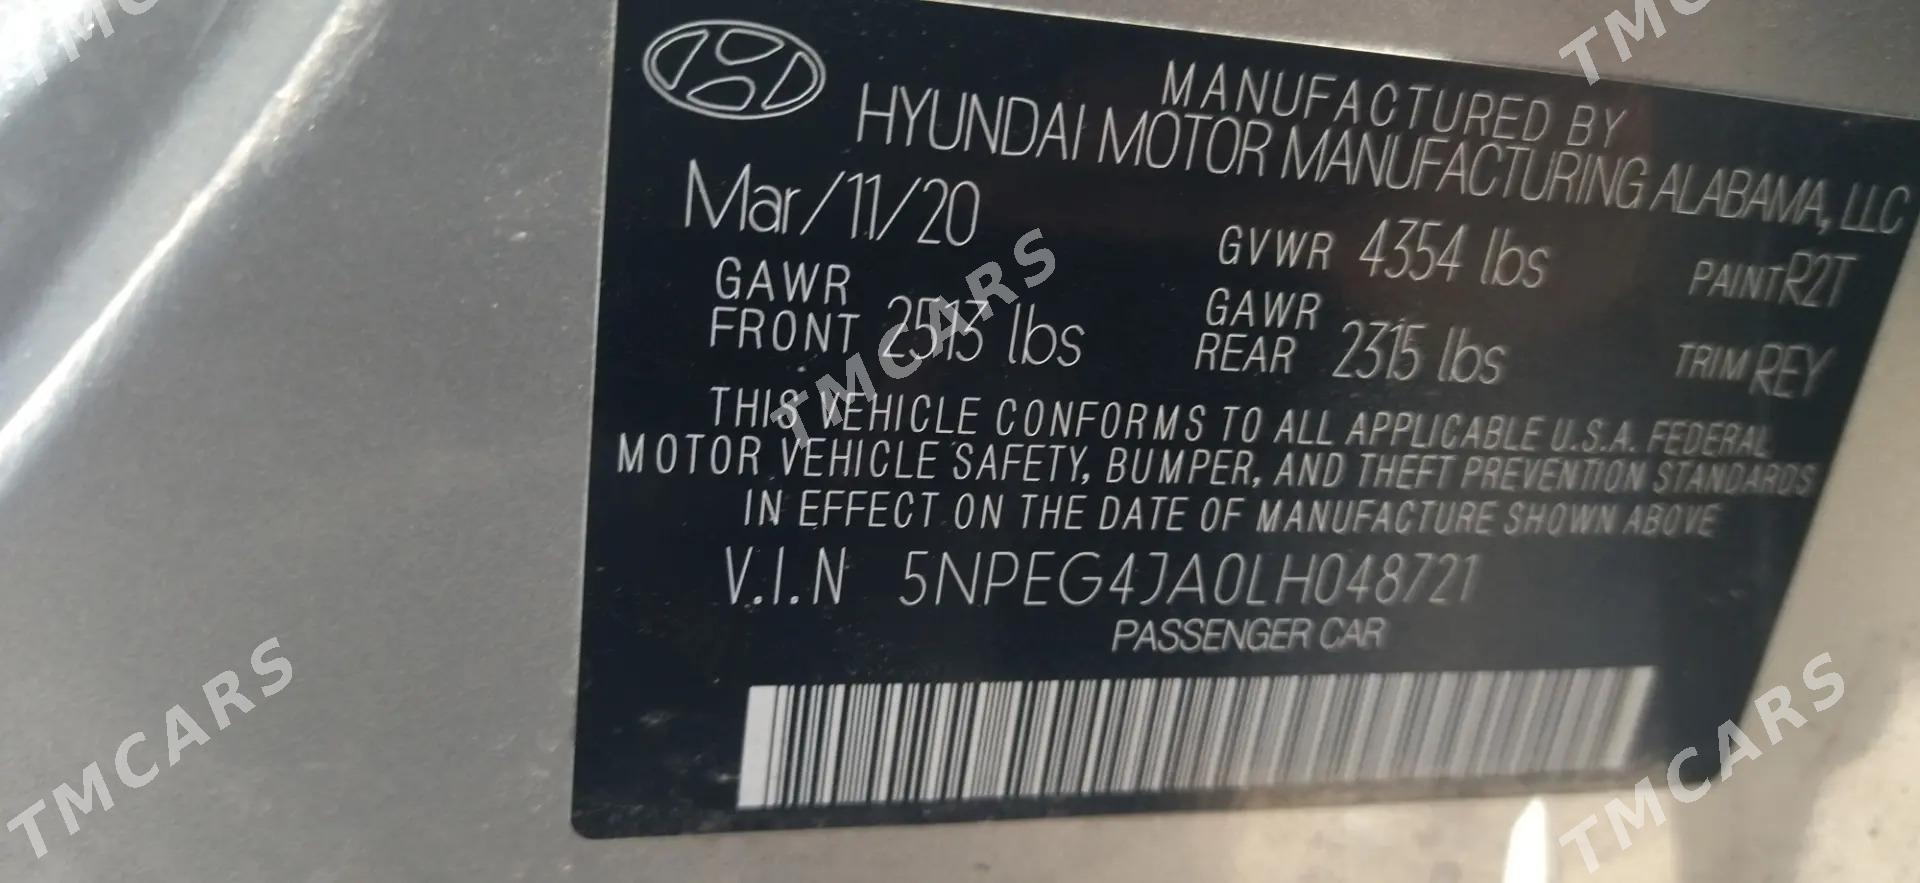 MANUFACTURED BY
HYUNDAI MOTOR MANUFACTURING ALABAMA, LLC
Mar/11/20
GVWR 4354 lbs
PAINT R2T
GAWR
FRONT 2513 lbs
GAWR
REAR 2315 lbs
TRIM REY
THIS VEHICLE CONFORMS TO ALL APPLICABLE U.S.A. FEDERAL
MOTOR VEHICLE SAFETY, BUMPER, AND THEFT PREVENTION STANDARDS
IN EFFECT ON THE DATE OF MANUFACTURE SHOWN ABOVE
V.I.N 5NPEG4JA0LH048721
PASSENGER CAR
TMCARS
TMCARS
TMCARS
TMC
TMC